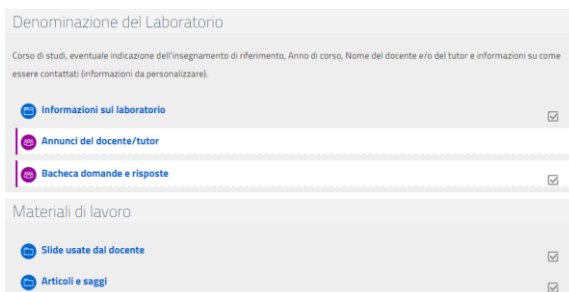 Denominazione del Laboratorio
Corso di studi, eventuale indicazione dell'insegnamento di riferimento, Anno di corso, Nome del docente e/o del tutor e informazioni su come
essere contattati (informazioni da personalizzare).
Informazioni sul laboratorio
Annunci del docente/tutor
Bacheca domande e risposte
Materiali di lavoro
Slide usate dal docente
Articoli e saggi